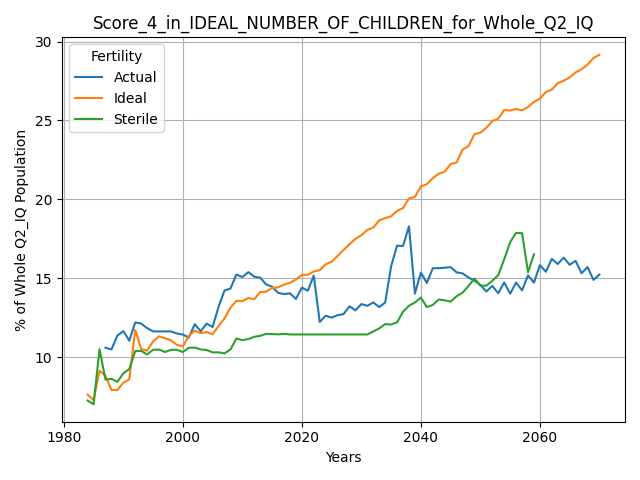 Score_4_in_IDEAL_NUMBER_OF_CHILDREN_for_Whole_Q2_IQ
Fertility
Actual
Ideal
Sterile
% of Whole Q2_IQ Population
30
25
20
15
10
1980
2000
2020
2040
2060
Years